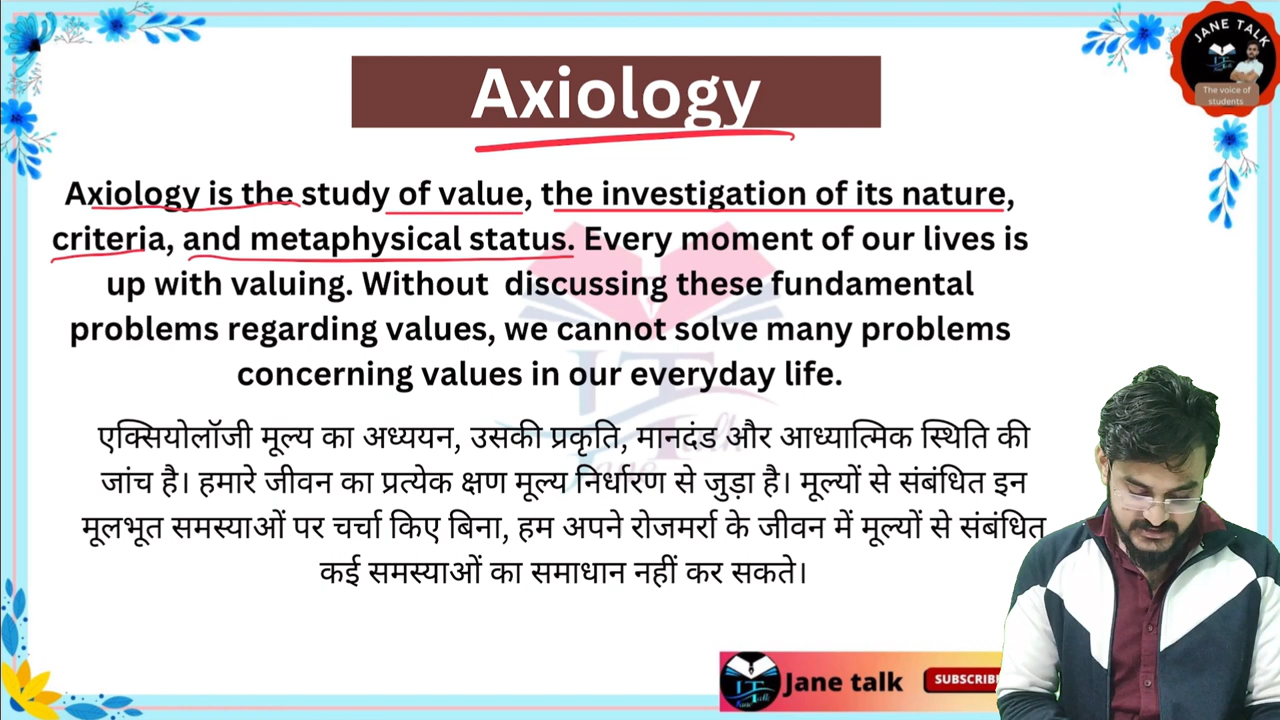 JANE TALK
The voice of
students
Axiology
Axiology is the study of value, the investigation of its nature,
criteria, and metaphysical status. Every moment of our lives is
up with valuing. Without discussing these fundamental
problems regarding values, we cannot solve many problems
concerning values in our everyday life.
एक्सियोलॉजी मूल्य का अध्ययन, उसकी प्रकृति, मानदंड और आध्यात्मिक स्थिति की
जांच है। हमारे जीवन का प्रत्येक क्षण मूल्य निर्धारण से जुड़ा है। मूल्यों से संबंधित इन
मूलभूत समस्याओं पर चर्चा किए बिना, हम अपने रोजमर्रा के जीवन में मूल्यों से संबंधित
कई समस्याओं का समाधान नहीं कर सकते।
Jane talk